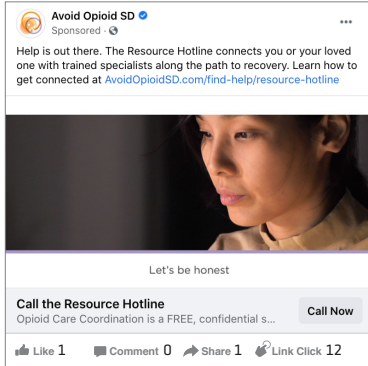 Avoid Opioid SD
Sponsored ·
Help is out there. The Resource Hotline connects you or your loved
one with trained specialists along the path to recovery. Learn how to
get connected at AvoidOpioidSD.com/find-help/resource-hotline
Let's be honest
Call the Resource Hotline
Opioid Care Coordination is a FREE, confidential s...
Call Now
Like 1 Comment 0 Share 1 Link Click 12